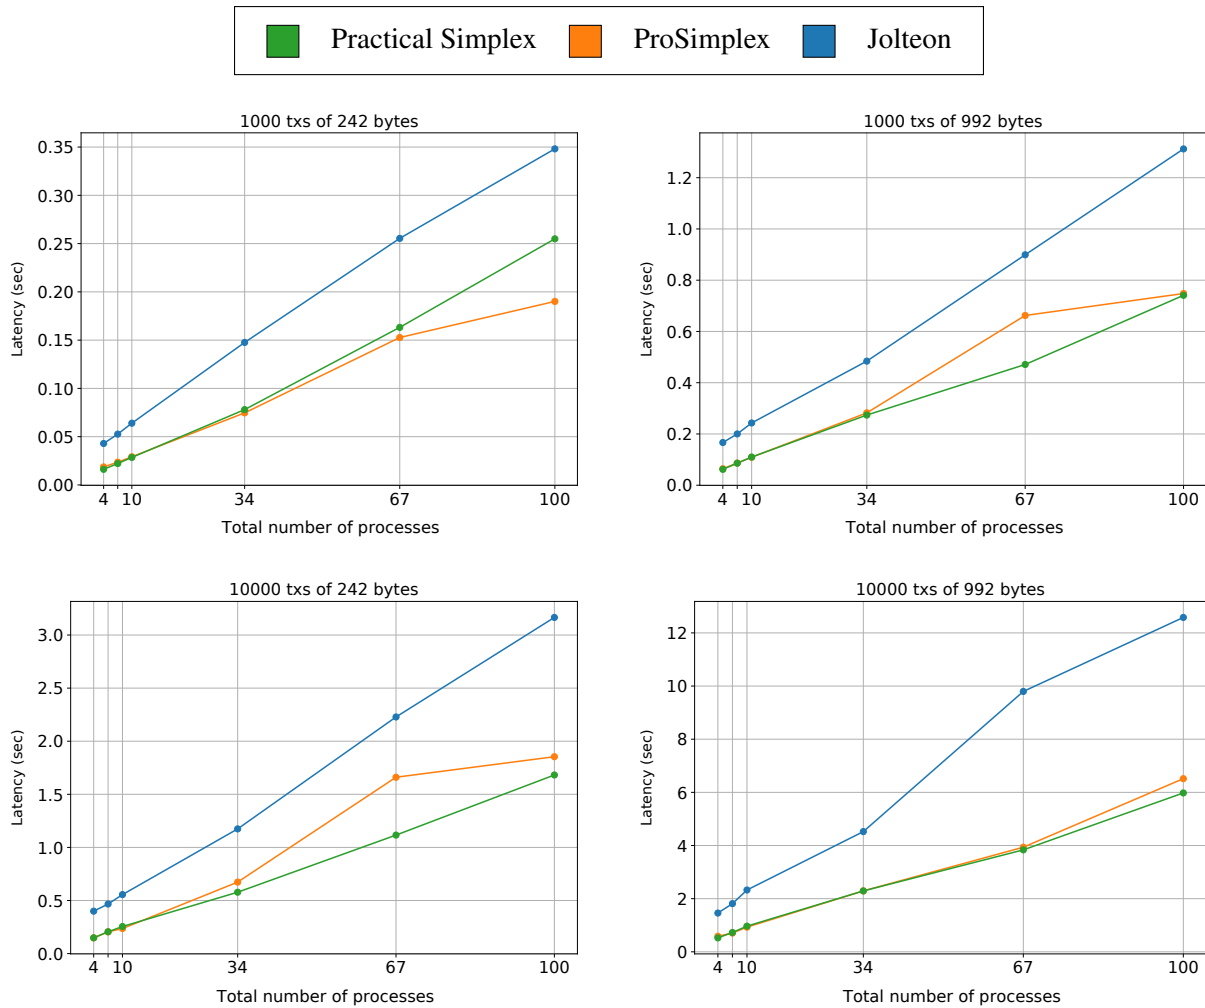 Practical Simplex ProSimplex Jolteon
1000 txs of 242 bytes
0.35
0.30
0.25
0.20
0.15
0.10
0.05
0.00
Latency (sec)
4 10 34 67 100
Total number of processes
1000 txs of 992 bytes
1.2
1.0
0.8
0.6
0.4
0.2
0.0
Latency (sec)
4 10 34 67 100
Total number of processes
10000 txs of 242 bytes
3.0
2.5
2.0
1.5
1.0
0.5
0.0
Latency (sec)
4 10 34 67 100
Total number of processes
10000 txs of 992 bytes
12
10
8
6
4
2
0
Latency (sec)
4 10 34 67 100
Total number of processes